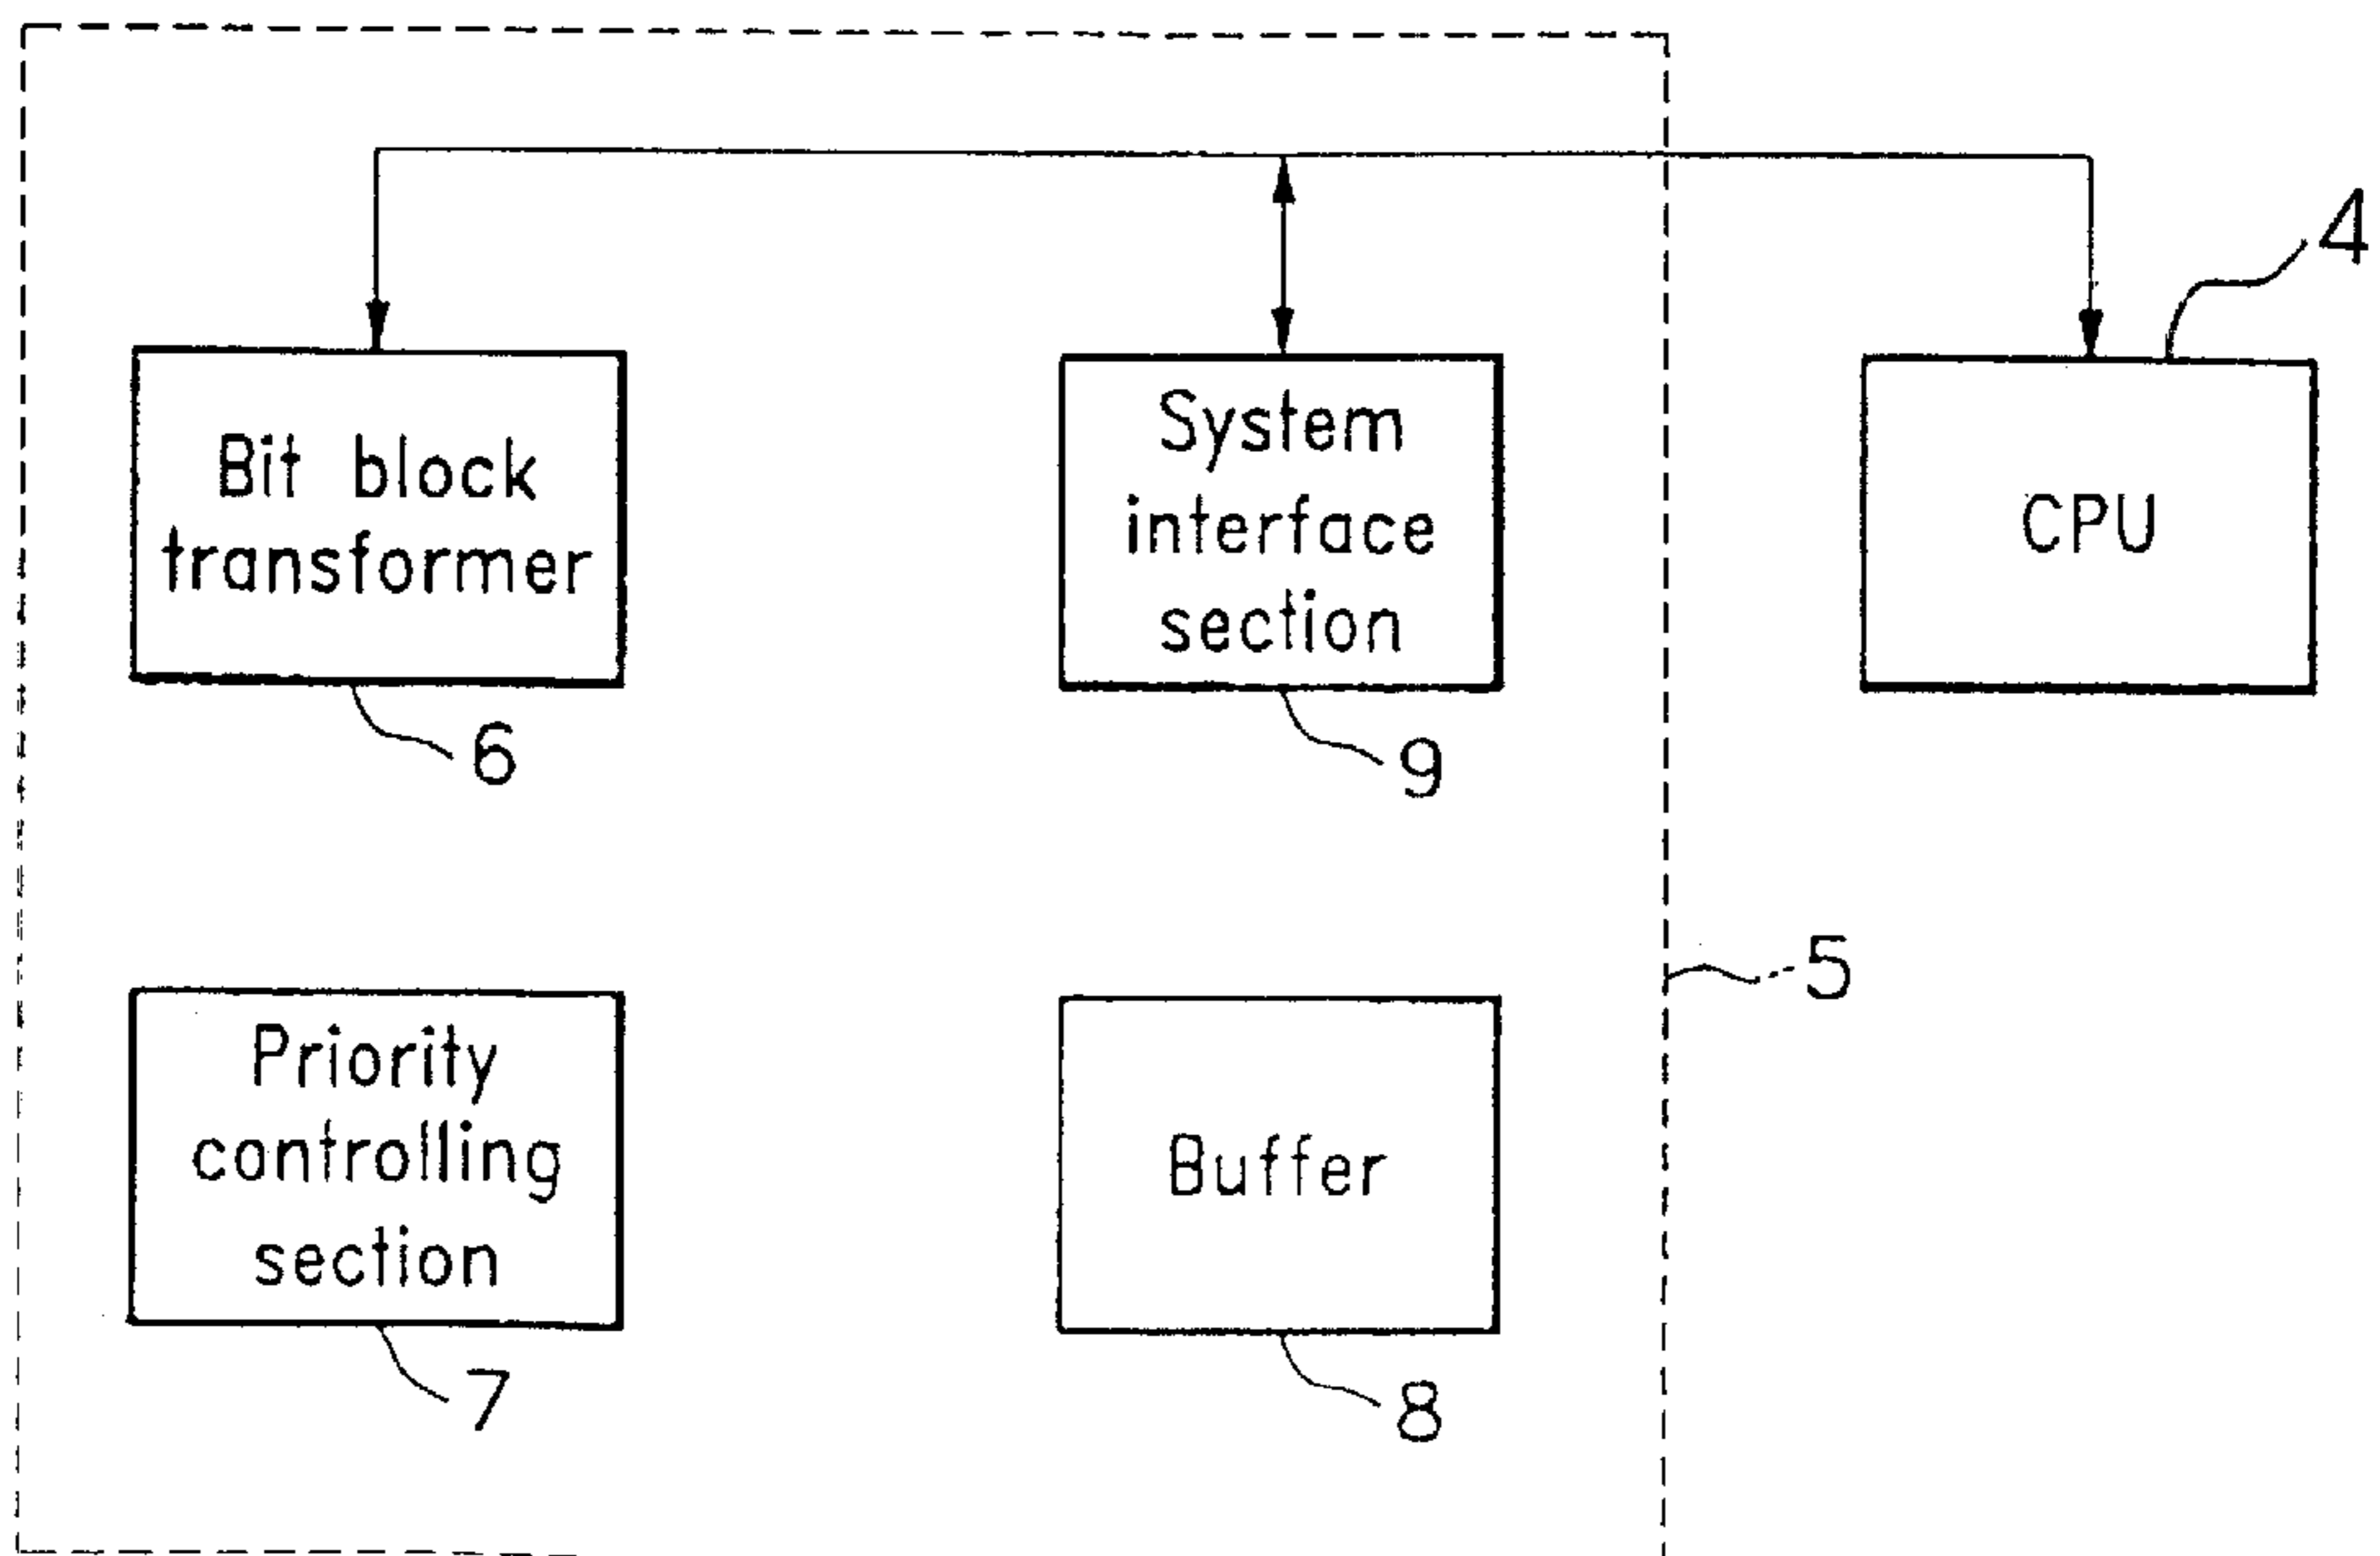 4
Bit block
transformer
6
System
interface
section
9
CPU
5
Priority
controlling
section
7
Buffer
8